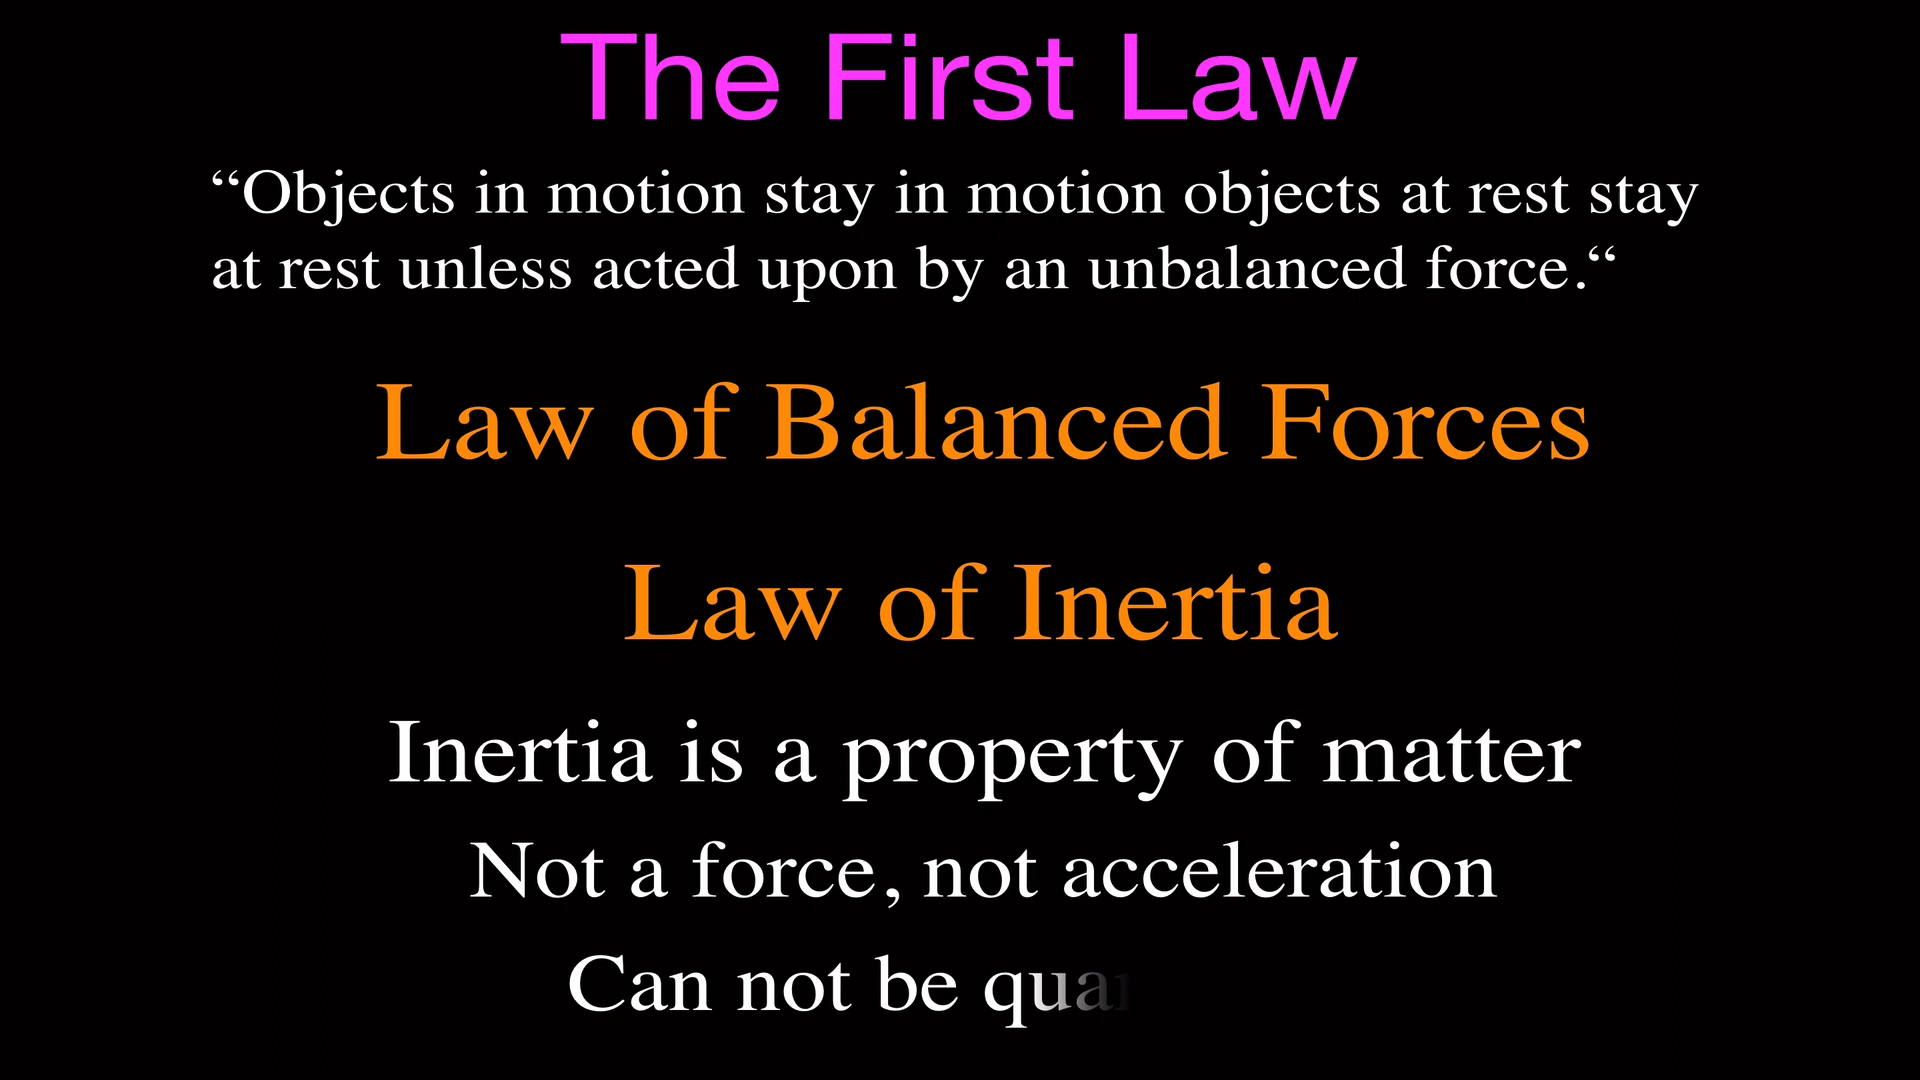 The First Law
“Objects in motion stay in motion objects at rest stay
at rest unless acted upon by an unbalanced force.“
Law of Balanced Forces
Law of Inertia
Inertia is a property of matter
Not a force, not acceleration
Can not be